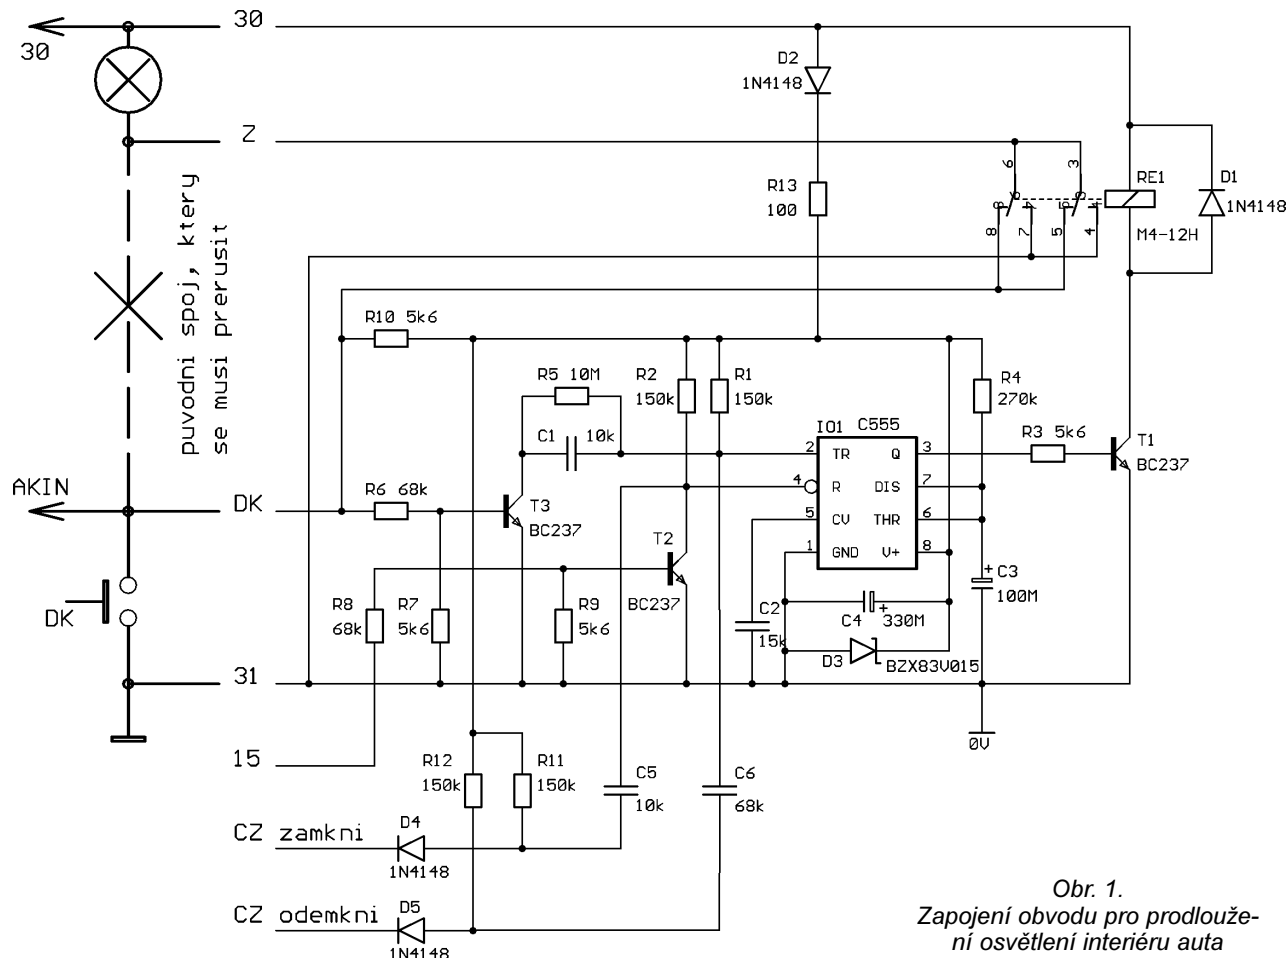 30
30
Z
puvodni spoj, ktery
se musi prerusit
AKIN
DK
DK
31
15
CZ zamkni
CZ odemkni
D2
1N4148
R13
100
6
3
8
7
5
4
RE1
M4-12H
D1
1N4148
R10 5k6
R5 10M
C1
10k
R2
150k
R1
150k
R4
270k
IO1
C555
2
TR
Q
3
4
R
DIS
7
5
CV
THR
6
1
GND
V+
8
R3 5k6
T1
BC237
R6 68k
T3
BC237
T2
BC237
R8
68k
R7
5k6
R9
5k6
C2
15k
C4
+
330M
D3
BZX83V015
+
C3
100M
0V
R12
150k
R11
150k
C5
10k
C6
68k
D4
1N4148
D5
1N4148
Obr. 1.
Zapojení obvodu pro prodlouže-
ní osvětlení interiéru auta